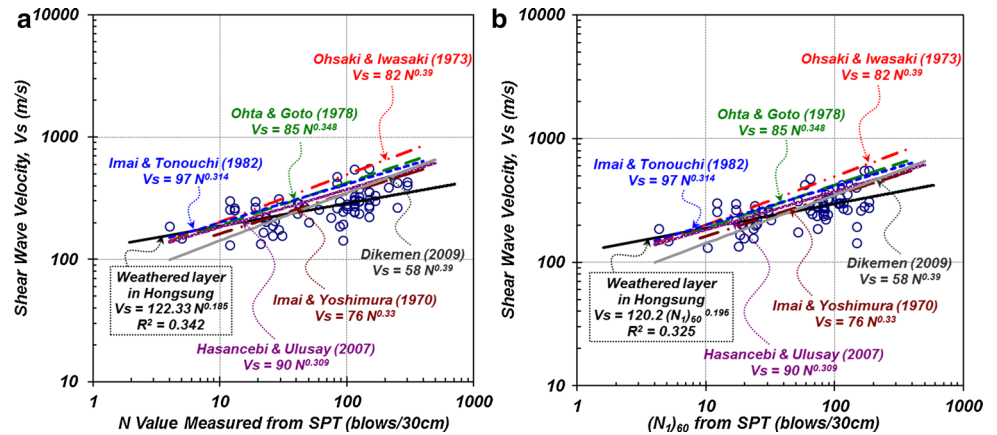 a
10000
1000
100
10
Shear Wave Velocity, Vs (m/s)
Ohsaki & Iwasaki (1973)
Vs = 82 N^0.39
Ohta & Goto (1978)
Vs = 85 N^0.348
Imai & Tonouchi (1982)
Vs = 97 N^0.314
Dikemen (2009)
Vs = 58 N^0.39
Weathered layer
in Hongsung
Vs = 122.33 N^0.185
R² = 0.342
Imai & Yoshimura (1970)
Vs = 76 N^0.33
Hasancebi & Ulusay (2007)
Vs = 90 N^0.309
1 10 100 1000
N Value Measured from SPT (blows/30cm)
b
10000
1000
100
10
Shear Wave Velocity, Vs (m/s)
Ohsaki & Iwasaki (1973)
Vs = 82 N^0.39
Ohta & Goto (1978)
Vs = 85 N^0.348
Imai & Tonouchi (1982)
Vs = 97 N^0.314
Dikemen (2009)
Vs = 58 N^0.39
Weathered layer
in Hongsung
Vs = 120.2 (N₁)₆₀^0.196
R² = 0.325
Imai & Yoshimura (1970)
Vs = 76 N^0.33
Hasancebi & Ulusay (2007)
Vs = 90 N^0.309
1 10 100 1000
(N₁)₆₀ from SPT (blows/30cm)